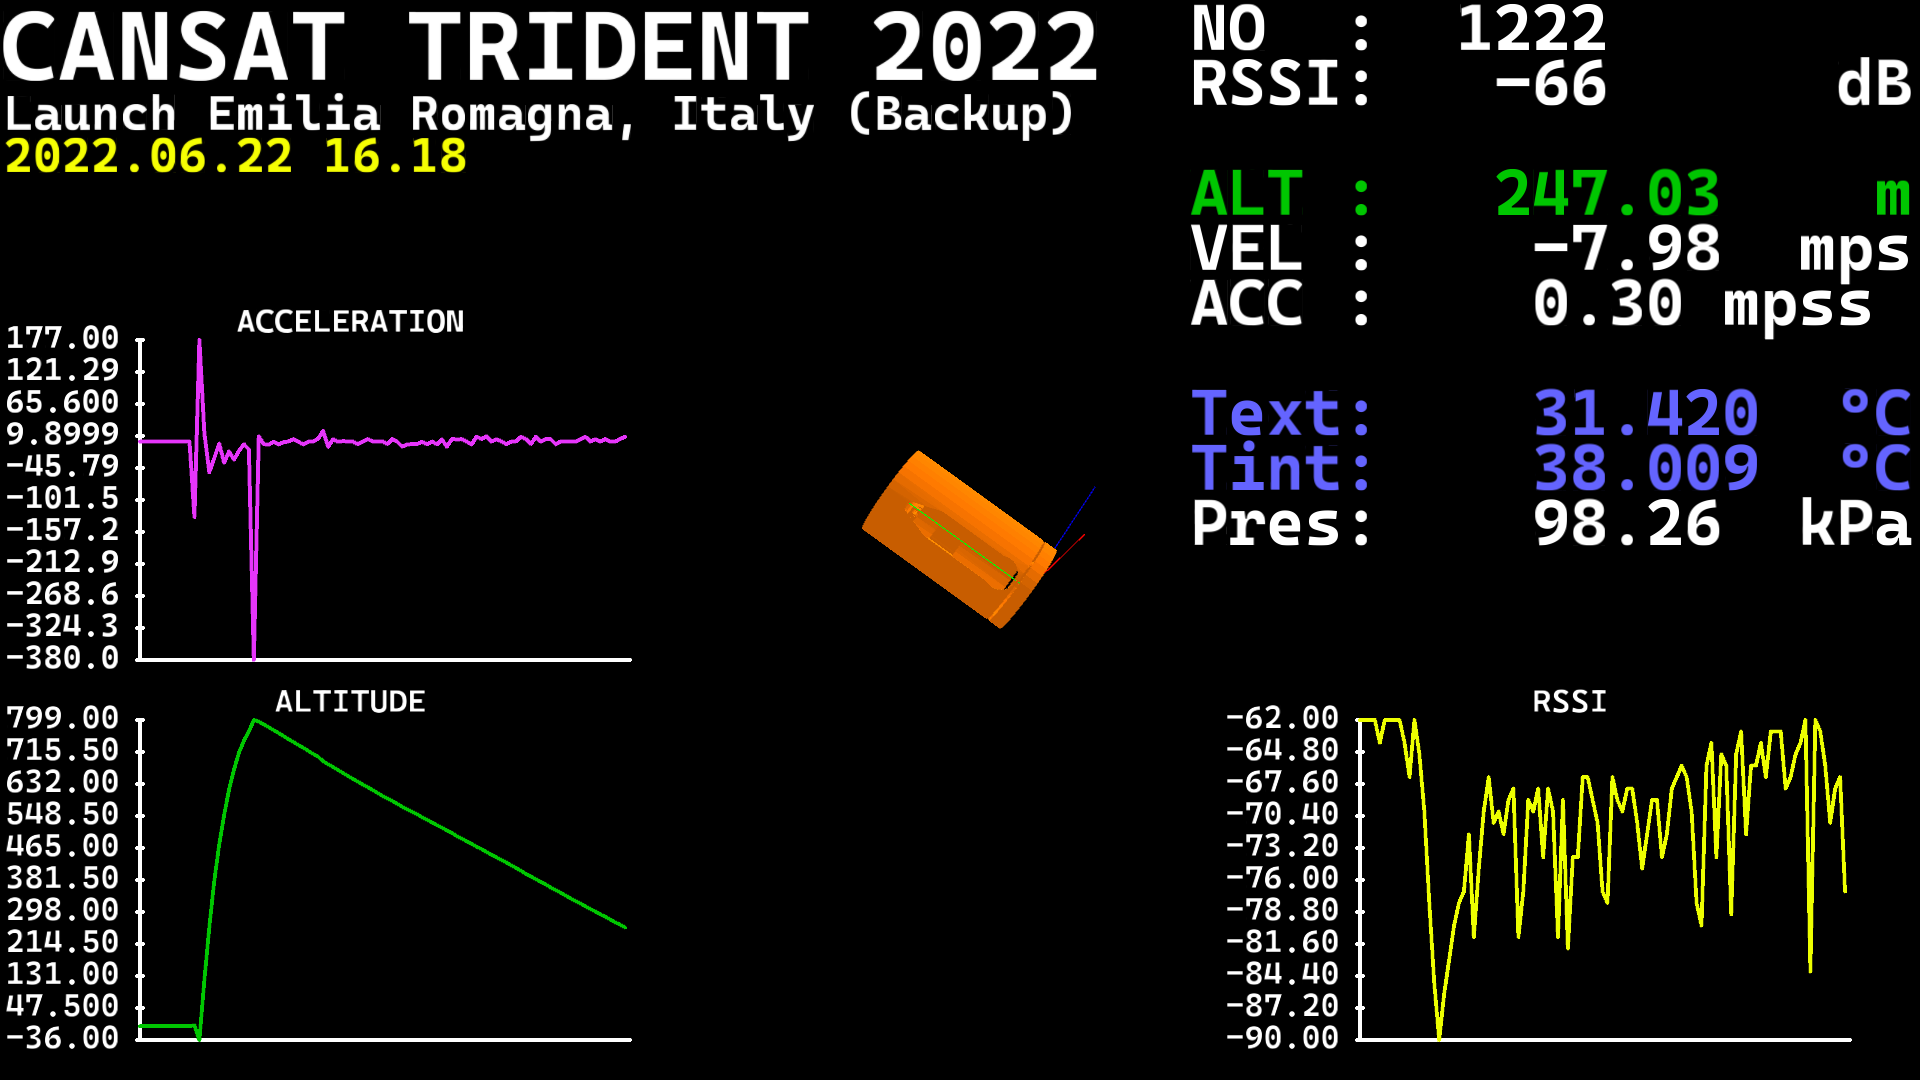 CANSAT TRIDENT 2022
Launch Emilia Romagna, Italy (Backup)
2022.06.22 16.18
NO : 1222
RSSI: -66 dB
ALT : 247.03 m
VEL : -7.98 mps
ACC : 0.30 mpss
Text: 31.420 °C
Tint: 38.009 °C
Pres: 98.26 kPa
ACCELERATION
177.00
121.29
65.600
9.8999
-45.79
-101.5
-157.2
-212.9
-268.6
-324.3
-380.0
ALTITUDE
799.00
715.50
632.00
548.50
465.00
381.50
298.00
214.50
131.00
47.500
-36.00
RSSI
-62.00
-64.80
-67.60
-70.40
-73.20
-76.00
-78.80
-81.60
-84.40
-87.20
-90.00